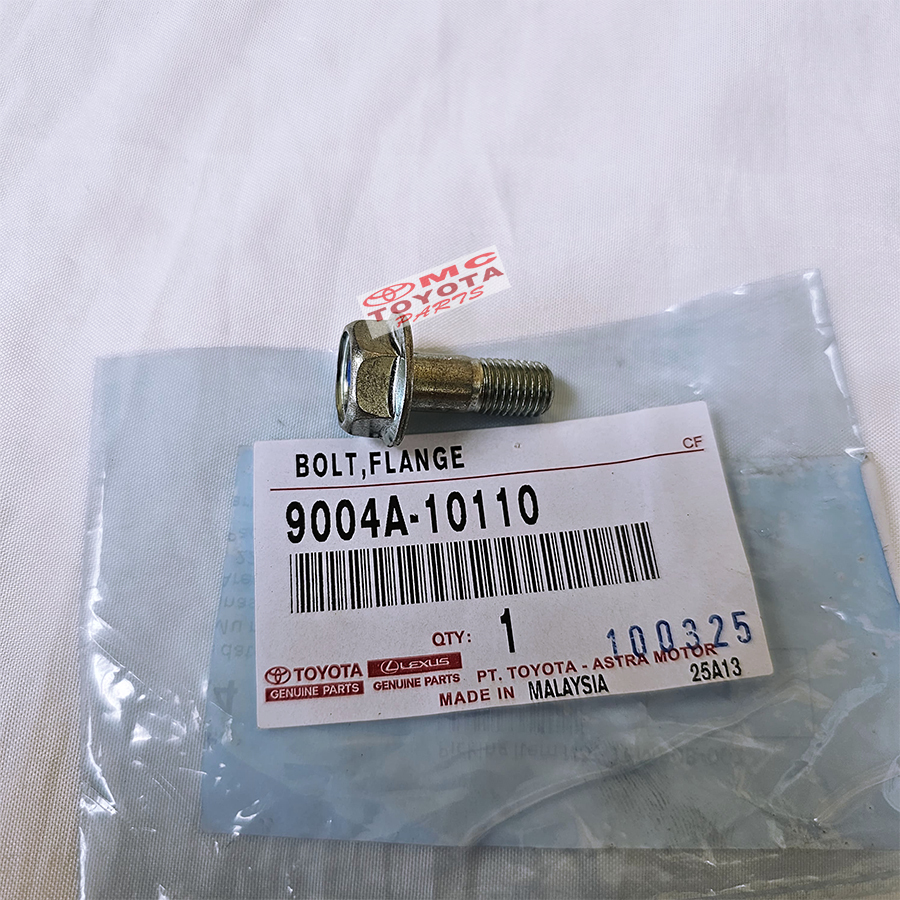 MC
TOYOTA
PARTS
CF
BOLT,FLANGE
9004A-10110
QTY: 1
100325
TOYOTA
GENUINE PARTS
LEXUS
GENUINE PARTS
PT. TOYOTA - ASTRA MOTOR
MADE IN MALAYSIA
25A13